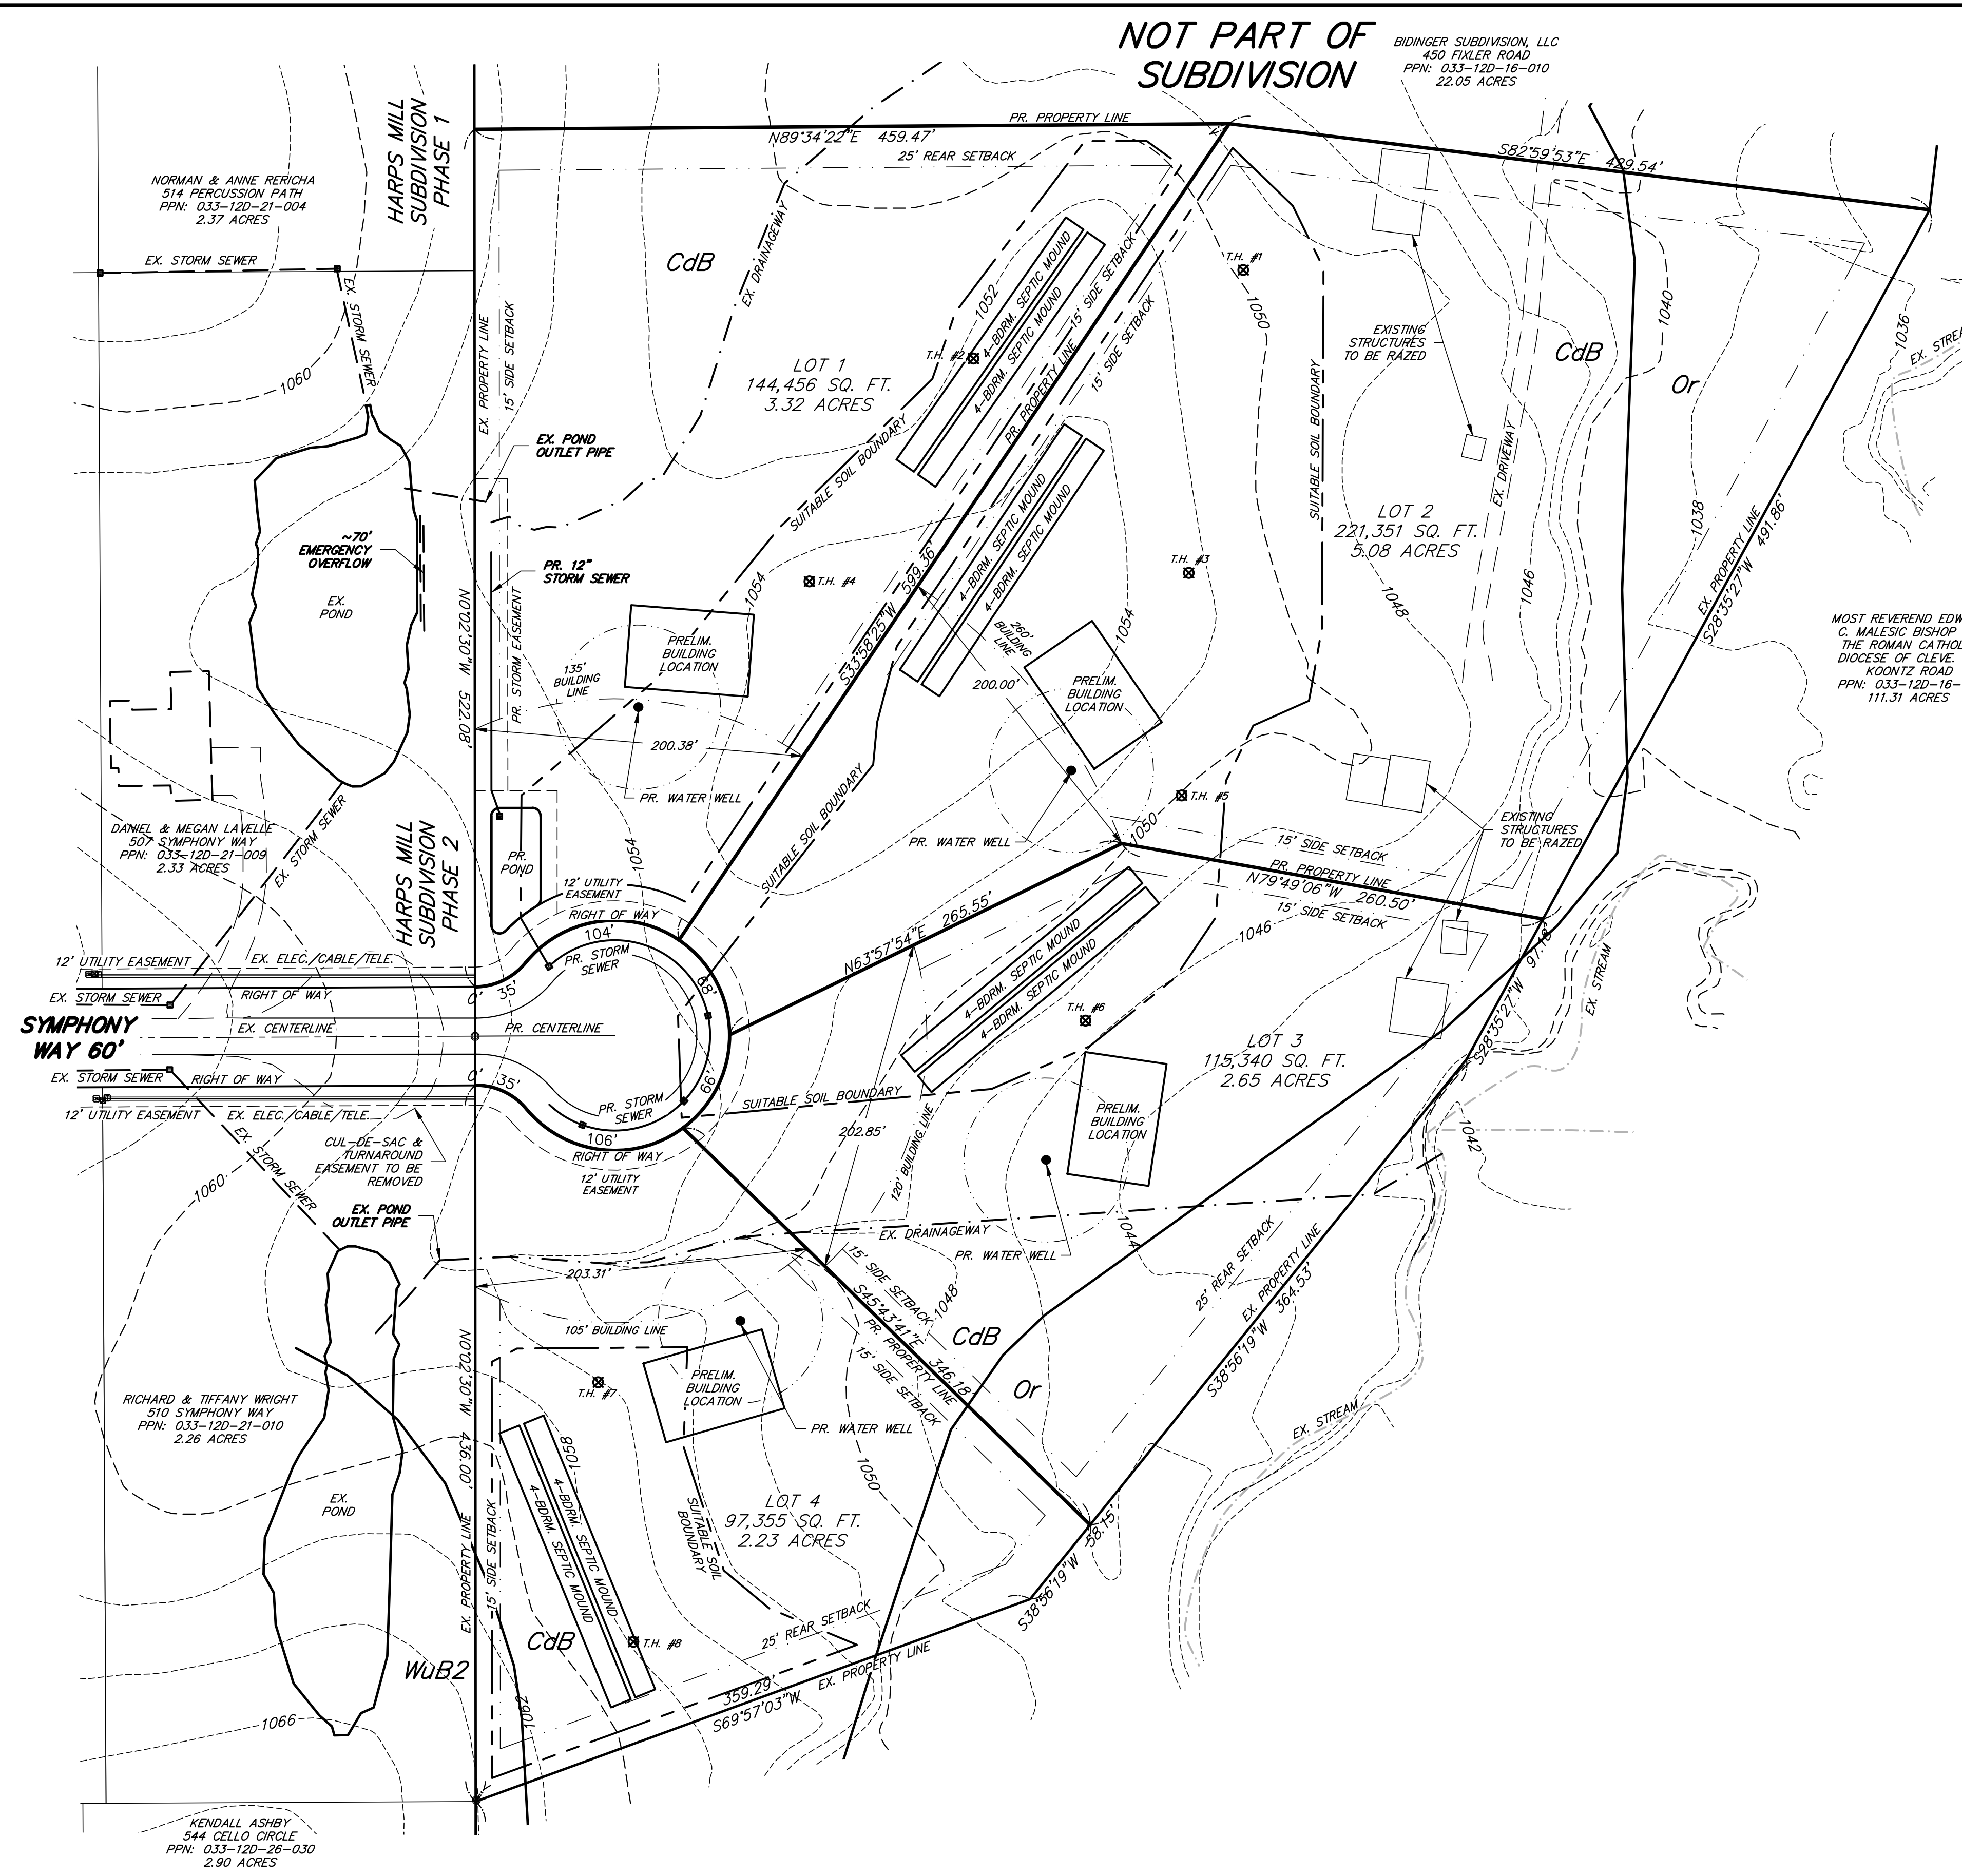 NOT PART OF
SUBDIVISION
BIDINGER SUBDIVISION, LLC
450 FIXLER ROAD
PPN: 033-12D-16-010
22.05 ACRES
HARPS MILL
SUBDIVISION
PHASE 1
NORMAN & ANNE RERICHA
514 PERCUSSION PATH
PPN: 033-12D-21-004
2.37 ACRES
PR. PROPERTY LINE
N89°34'22"E 459.47'
25' REAR SETBACK
S82°59'53"E 429.54'
EX. STORM SEWER
EX. STORM SEWER
1060
EX. PROPERTY LINE
15' SIDE SETBACK
CdB
EX. DRAINAGEWAY
1052
4-BDRM. SEPTIC MOUND
4-BDRM. SEPTIC MOUND
15' SIDE SETBACK
PR. PROPERTY LINE
15' SIDE SETBACK
T.H. #1
T.H. #2
1050
SUITABLE SOIL BOUNDARY
EXISTING
STRUCTURES
TO BE RAZED
CdB
1040
Or
1036
EX. STRE
LOT 1
144,456 SQ. FT.
3.32 ACRES
SUITABLE SOIL BOUNDARY
EX. POND
OUTLET PIPE
EX. DRIVEWAY
LOT 2
221,351 SQ. FT.
5.08 ACRES
1038
EX. PROPERTY LINE
S28°35'27"W 491.86'
~70'
EMERGENCY
OVERFLOW
EX.
POND
PR. 12"
STORM SEWER
PR. STORM EASEMENT
N0°02'30"W 522.08'
T.H. #4
1054
S33°58'25"W 599.36'
4-BDRM. SEPTIC MOUND
4-BDRM. SEPTIC MOUND
T.H. #3
1054
1048
1046
MOST REVEREND EDW
C. MALESIC BISHOP
THE ROMAN CATHOL
DIOCESE OF CLEVE.
KOONTZ ROAD
PPN: 033-12D-16-
111.31 ACRES
PRELIM.
BUILDING
LOCATION
135'
BUILDING
LINE
260'
BUILDING
LINE
200.00'
PRELIM.
BUILDING
LOCATION
200.38'
PR. WATER WELL
SUITABLE SOIL BOUNDARY
T.H. #5
PR. WATER WELL
1050
EXISTING
STRUCTURES
TO BE RAZED
DANIEL & MEGAN LAVELLE
507 SYMPHONY WAY
PPN: 033-12D-21-009
2.33 ACRES
EX. STORM SEWER
HARPS MILL
SUBDIVISION
PHASE 2
PR.
POND
1054
12' UTILITY
EASEMENT
RIGHT OF WAY
104'
PR. STORM
SEWER
68'
15' SIDE SETBACK
PR. PROPERTY LINE
N79°49'06"W 260.50'
15' SIDE SETBACK
N63°57'54"E 265.55'
4-BDRM. SEPTIC MOUND
4-BDRM. SEPTIC MOUND
1046
97.18'
S28°35'27"W
EX. STREAM
12' UTILITY EASEMENT
EX. ELEC./CABLE/TELE.
EX. STORM SEWER
RIGHT OF WAY
0'
35'
SYMPHONY
WAY 60'
EX. CENTERLINE
PR. CENTERLINE
T.H. #6
LOT 3
115,340 SQ. FT.
2.65 ACRES
EX. STORM SEWER
RIGHT OF WAY
0'
35'
12' UTILITY EASEMENT
EX. ELEC./CABLE/TELE.
PR. STORM
SEWER
66'
106'
RIGHT OF WAY
12' UTILITY
EASEMENT
SUITABLE SOIL BOUNDARY
202.85'
120' BUILDING LINE
PRELIM.
BUILDING
LOCATION
1042
CUL-DE-SAC &
TURNAROUND
EASEMENT TO BE
REMOVED
EX. STORM SEWER
1060
EX. POND
OUTLET PIPE
EX. DRAINAGEWAY
PR. WATER WELL
1044
203.31'
15' SIDE SETBACK
S45°43'41"E 346.18'
PR. PROPERTY LINE
15' SIDE SETBACK
1048
CdB
25' REAR SETBACK
EX. PROPERTY LINE
S38°56'19"W 364.53'
105' BUILDING LINE
N0°02'30"W 436.00'
T.H. #7
PRELIM.
BUILDING
LOCATION
PR. WATER WELL
Or
EX. STREAM
RICHARD & TIFFANY WRIGHT
510 SYMPHONY WAY
PPN: 033-12D-21-010
2.26 ACRES
EX.
POND
1058
1050
4-BDRM. SEPTIC MOUND
4-BDRM. SEPTIC MOUND
SUITABLE SOIL
BOUNDARY
LOT 4
97,355 SQ. FT.
2.23 ACRES
58.15'
S38°56'19"W
EX. PROPERTY LINE
15' SIDE SETBACK
CdB
T.H. #8
25' REAR SETBACK
WuB2
1062
359.29'
S69°57'03"W
EX. PROPERTY LINE
1066
KENDALL ASHBY
544 CELLO CIRCLE
PPN: 033-12D-26-030
2.90 ACRES